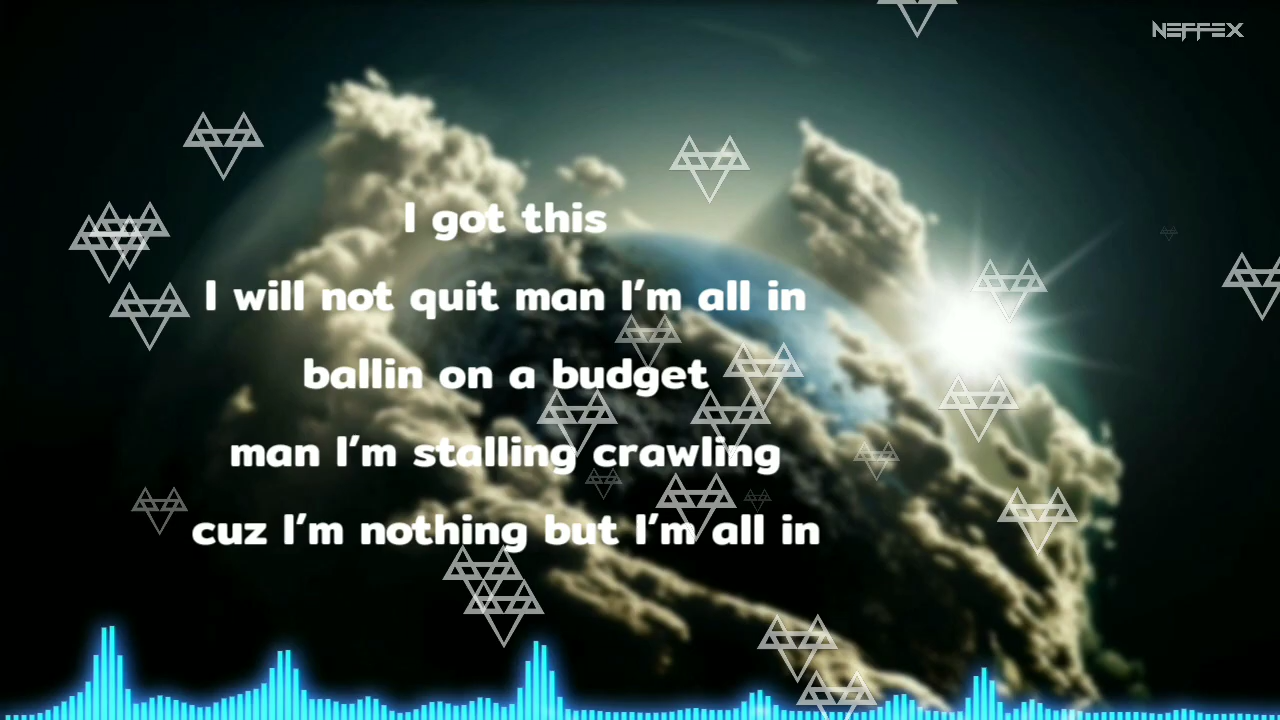 NEFFEX
I got this
I will not quit man I'm all in
ballin on a budget
man I'm stalling crawling
cuz I'm nothing but I'm all in